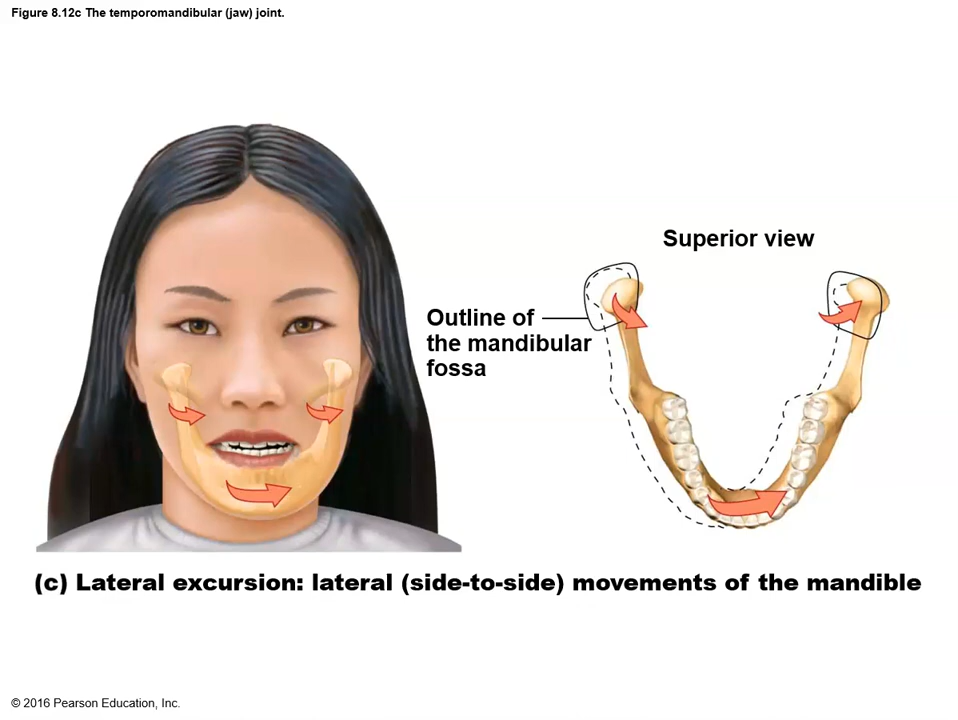 Figure 8.12c The temporomandibular (jaw) joint.
Superior view
Outline of
the mandibular
fossa
(c) Lateral excursion: lateral (side-to-side) movements of the mandible
© 2016 Pearson Education, Inc.